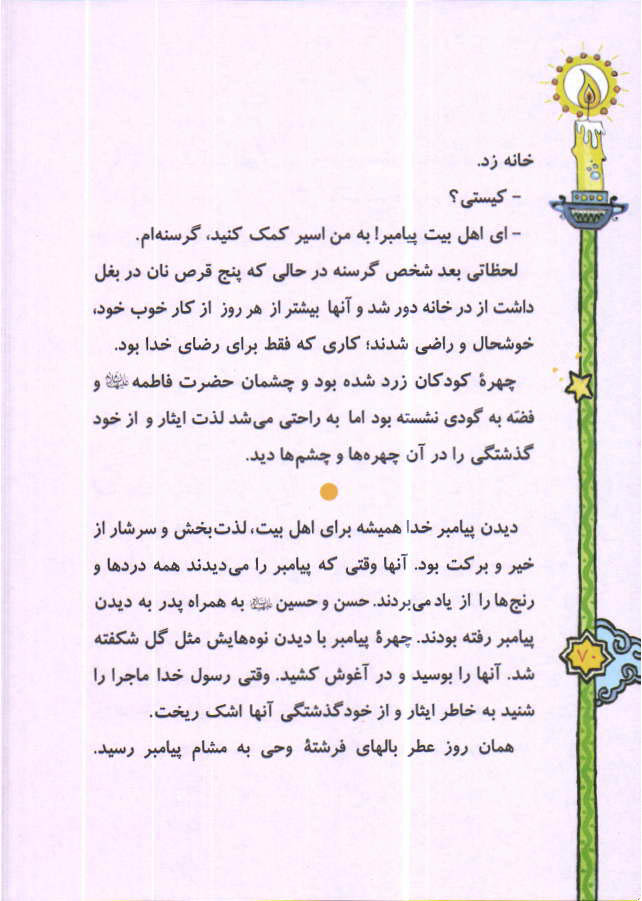 خانه زد.
- کیستی؟
- ای اهل بیت پیامبر! به من اسیر کمک کنید، گرسنه‌ام.
لحظاتی بعد شخص گرسنه در حالی که پنج قرص نان در بغل
داشت از در خانه دور شد و آنها بیشتر از هر روز از کار خوب خود،
خوشحال و راضی شدند؛ کاری که فقط برای رضای خدا بود.
چهرهٔ کودکان زرد شده بود و چشمان حضرت فاطمه و
فضّه به گودی نشسته بود اما به راحتی می‌شد لذت ایثار و از خود
گذشتگی را در آن چهره‌ها و چشم‌ها دید.
دیدن پیامبر خدا همیشه برای اهل بیت، لذت‌بخش و سرشار از
خیر و برکت بود. آنها وقتی که پیامبر را می‌دیدند همه دردها و
رنج‌ها را از یاد می‌بردند. حسن و حسین به همراه پدر به دیدن
پیامبر رفته بودند. چهرهٔ پیامبر با دیدن نوه‌هایش مثل گل شکفته
شد. آنها را بوسید و در آغوش کشید. وقتی رسول خدا ماجرا را
شنید به خاطر ایثار و از خودگذشتگی آنها اشک ریخت.
همان روز عطر بالهای فرشتهٔ وحی به مشام پیامبر رسید.
۷۰